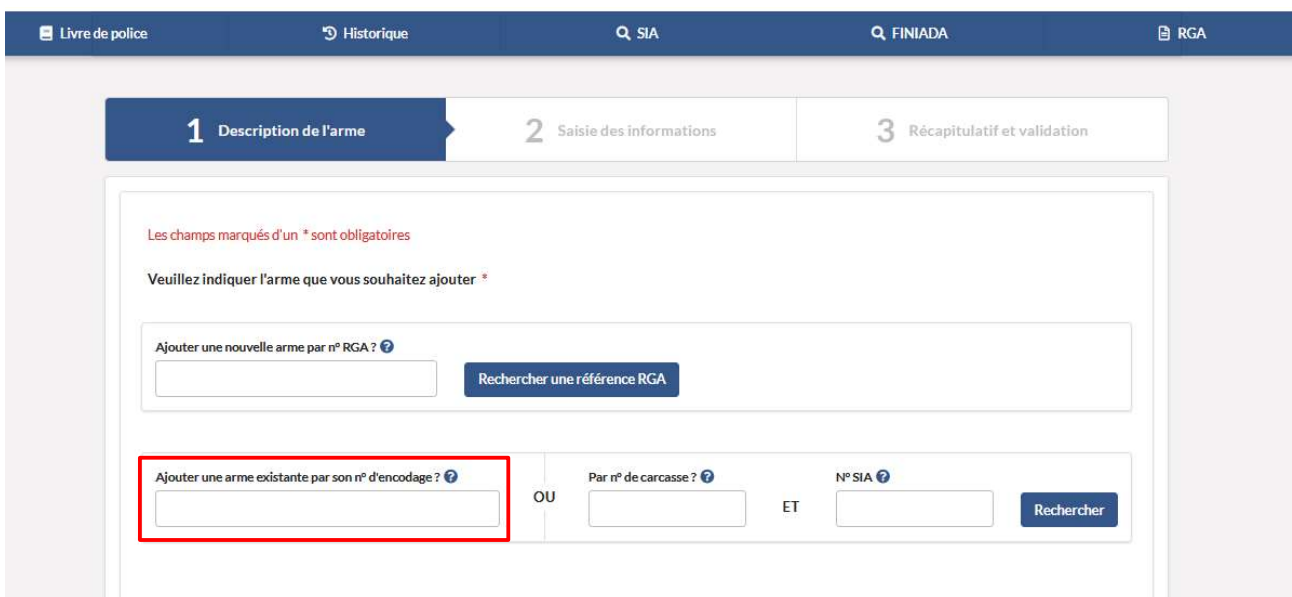 Livre de police Historique SIA FINIADA RGA
1 Description de l'arme 2 Saisie des informations 3 Récapitulatif et validation
Les champs marqués d'un * sont obligatoires
Veuillez indiquer l'arme que vous souhaitez ajouter *
Ajouter une nouvelle arme par n° RGA ? ?
Rechercher une référence RGA
Ajouter une arme existante par son n° d'encodage ? ? OU Par n° de carcasse ? ? ET N° SIA ? Rechercher